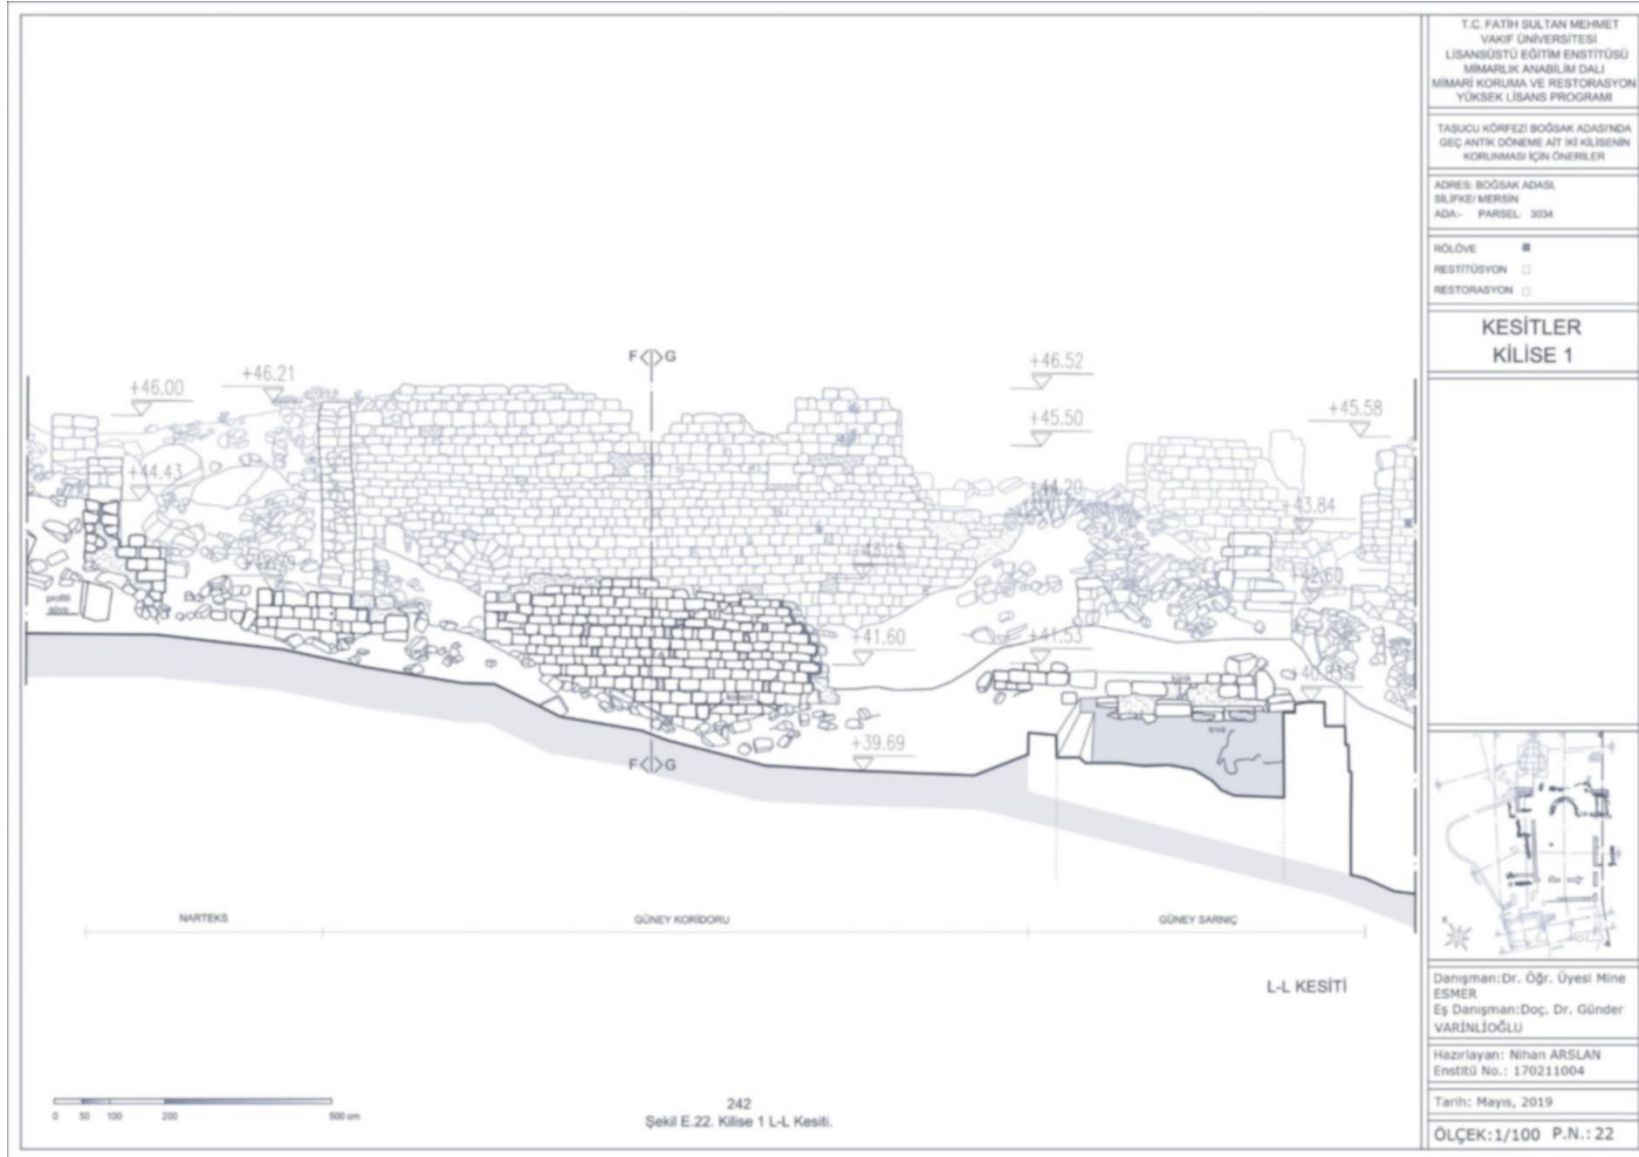 T.C. FATİH SULTAN MEHMET
VAKIF ÜNİVERSİTESİ
LİSANSÜSTÜ EĞİTİM ENSTİTÜSÜ
MİMARLIK ANABİLİM DALI
MİMARİ KORUMA VE RESTORASYON
YÜKSEK LİSANS PROGRAMI
TAŞUCU KÖRFEZİ BOĞSAK ADASI'NDA
GEÇ ANTİK DÖNEME AİT İKİ KİLİSENİN
KORUNMASI İÇİN ÖNERİLER
ADRES: BOĞSAK ADASI,
SİLİFKE/ MERSİN
ADA:- PARSEL: 3034
RÖLÖVE
RESTİTÜSYON
RESTORASYON
KESİTLER
KİLİSE 1
F G
+46.00
+46.21
+46.52
+45.50
+45.58
+44.43
+44.20
+43.84
+43.15
+42.60
profilli
söve
+41.60
+41.53
konsol
künk
sıva
+39.69
F G
NARTEKS
GÜNEY KORİDORU
GÜNEY SARNIÇ
L-L KESİTİ
K
Danışman:Dr. Öğr. Üyesi Mine
ESMER
Eş Danışman:Doç. Dr. Günder
VARİNLİOĞLU
Hazırlayan: Nihan ARSLAN
Enstitü No.: 170211004
Tarih: Mayıs, 2019
ÖLÇEK:1/100 P.N.: 22
0 50 100 200 500 cm
242
Şekil E.22. Kilise 1 L-L Kesiti.